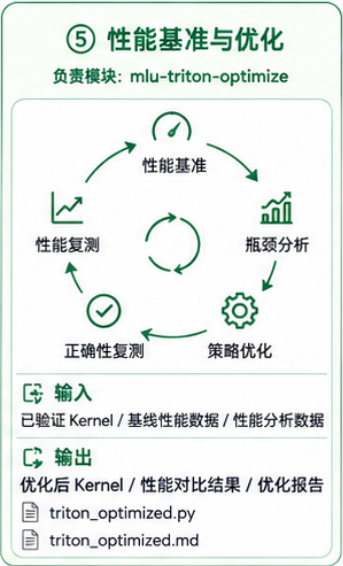 ⑤ 性能基准与优化
负责模块：mlu-triton-optimize
性能基准
性能复测
瓶颈分析
正确性复测
策略优化
输入
已验证 Kernel / 基线性能数据 / 性能分析数据
输出
优化后 Kernel / 性能对比结果 / 优化报告
triton_optimized.py
triton_optimized.md